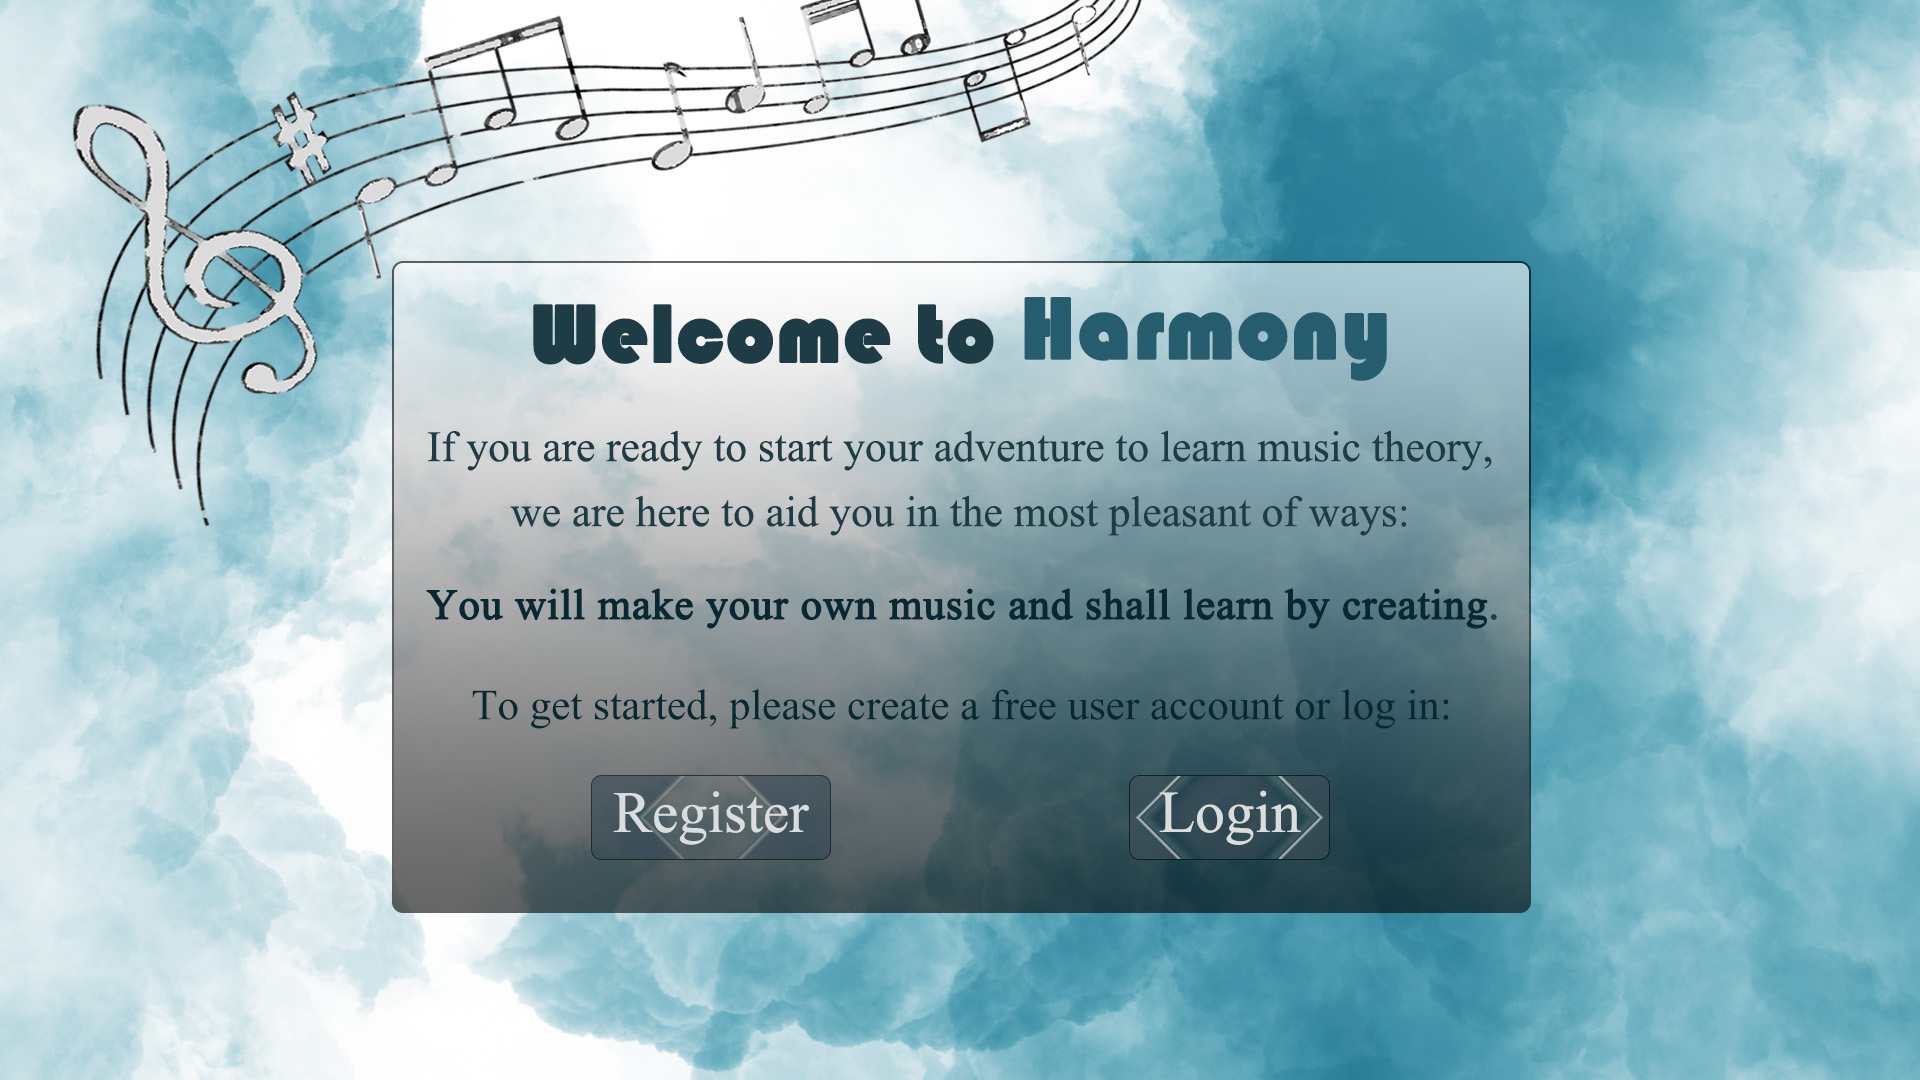 Welcome to Harmony
If you are ready to start your adventure to learn music theory,
we are here to aid you in the most pleasant of ways:
You will make your own music and shall learn by creating.
To get started, please create a free user account or log in:
Register Login